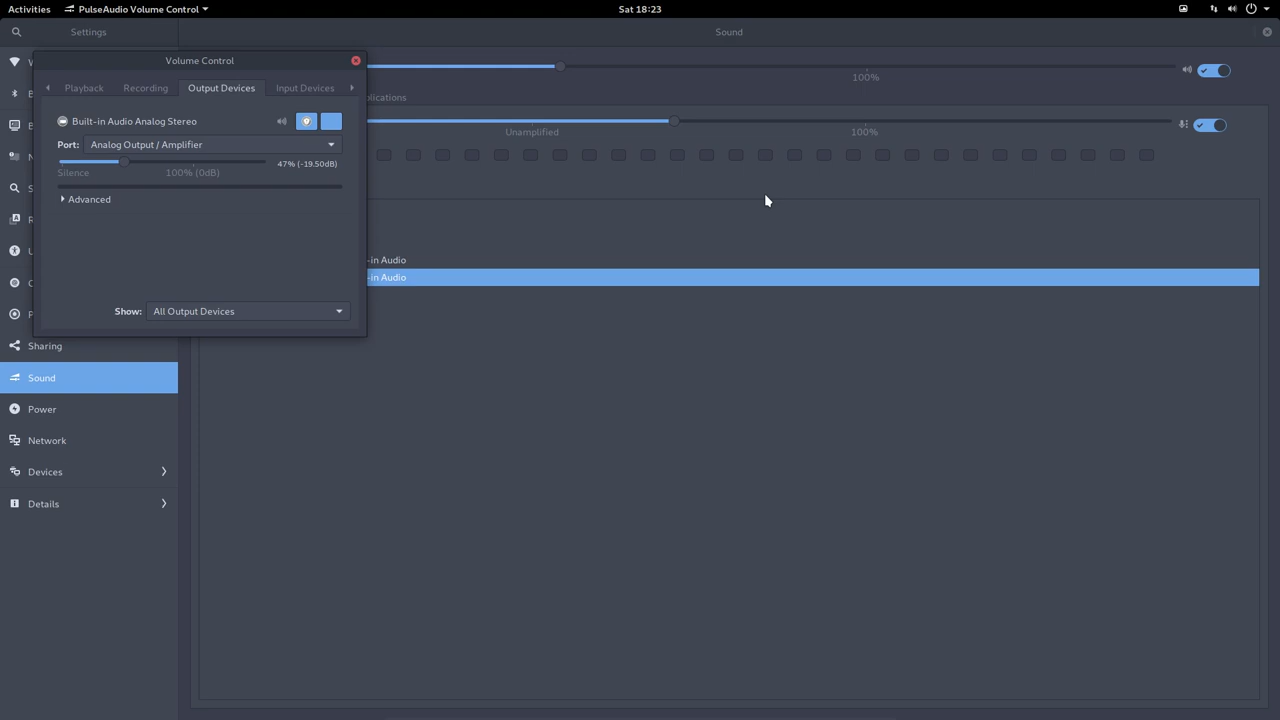 Activities PulseAudio Volume Control Sat 18:23
Settings Sound
Volume Control
Playback Recording Output Devices Input Devices
100%
plications
Built-in Audio Analog Stereo
Port: Analog Output / Amplifier
Unamplified 100%
47% (-19.50dB)
Silence 100% (0dB)
Advanced
-in Audio
-in Audio
Show: All Output Devices
Sharing
Sound
Power
Network
Devices
Details